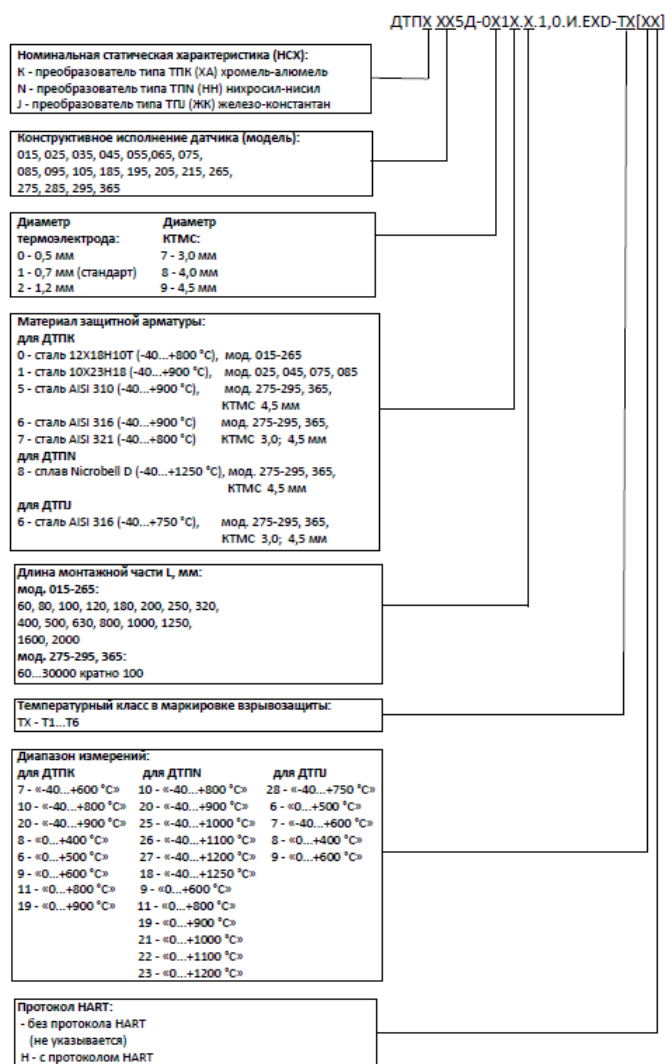 ДТПХ ХХ5Д-0Х1Х.Х.1,0.И.EXD-ТХ[ХХ]
Номинальная статическая характеристика (НСХ):
К - преобразователь типа ТПК (ХА) хромель-алюмель
N - преобразователь типа ТПN (НН) нихросил-нисил
J - преобразователь типа ТПJ (ЖК) железо-константан
Конструктивное исполнение датчика (модель):
015, 025, 035, 045, 055,065, 075,
085, 095, 105, 185, 195, 205, 215, 265,
275, 285, 295, 365
Диаметр Диаметр
термоэлектрода: КТМС:
0 - 0,5 мм 7 - 3,0 мм
1 - 0,7 мм (стандарт) 8 - 4,0 мм
2 - 1,2 мм 9 - 4,5 мм
Материал защитной арматуры:
для ДТПК
0 - сталь 12Х18Н10Т (-40...+800 °С), мод. 015-265
1 - сталь 10Х23Н18 (-40...+900 °С), мод. 025, 045, 075, 085
5 - сталь AISI 310 (-40...+900 °С), мод. 275-295, 365,
КТМС 4,5 мм
6 - сталь AISI 316 (-40...+900 °С) мод. 275-295, 365,
7 - сталь AISI 321 (-40...+800 °С) КТМС 3,0; 4,5 мм
для ДТПN
8 - сплав Nicrobell D (-40...+1250 °С), мод. 275-295, 365,
КТМС 4,5 мм
для ДТПJ
6 - сталь AISI 316 (-40...+750 °С), мод. 275-295, 365,
КТМС 3,0; 4,5 мм
Длина монтажной части L, мм:
мод. 015-265:
60, 80, 100, 120, 180, 200, 250, 320,
400, 500, 630, 800, 1000, 1250,
1600, 2000
мод. 275-295, 365:
60...30000 кратно 100
Температурный класс в маркировке взрывозащиты:
ТХ - Т1...Т6
Диапазон измерений:
для ДТПК для ДТПN для ДТПJ
7 - «-40...+600 °С» 10 - «-40...+800 °С» 28 - «-40...+750 °С»
10 - «-40...+800 °С» 20 - «-40...+900 °С» 6 - «0...+500 °С»
20 - «-40...+900 °С» 25 - «-40...+1000 °С» 7 - «-40...+600 °С»
8 - «0...+400 °С» 26 - «-40...+1100 °С» 8 - «0...+400 °С»
6 - «0...+500 °С» 27 - «-40...+1200 °С» 9 - «0...+600 °С»
9 - «0...+600 °С» 18 - «-40...+1250 °С»
11 - «0...+800 °С» 9 - «0...+600 °С»
19 - «0...+900 °С» 11 - «0...+800 °С»
19 - «0...+900 °С»
21 - «0...+1000 °С»
22 - «0...+1100 °С»
23 - «0...+1200 °С»
Протокол HART:
- без протокола HART
(не указывается)
Н - с протоколом HART